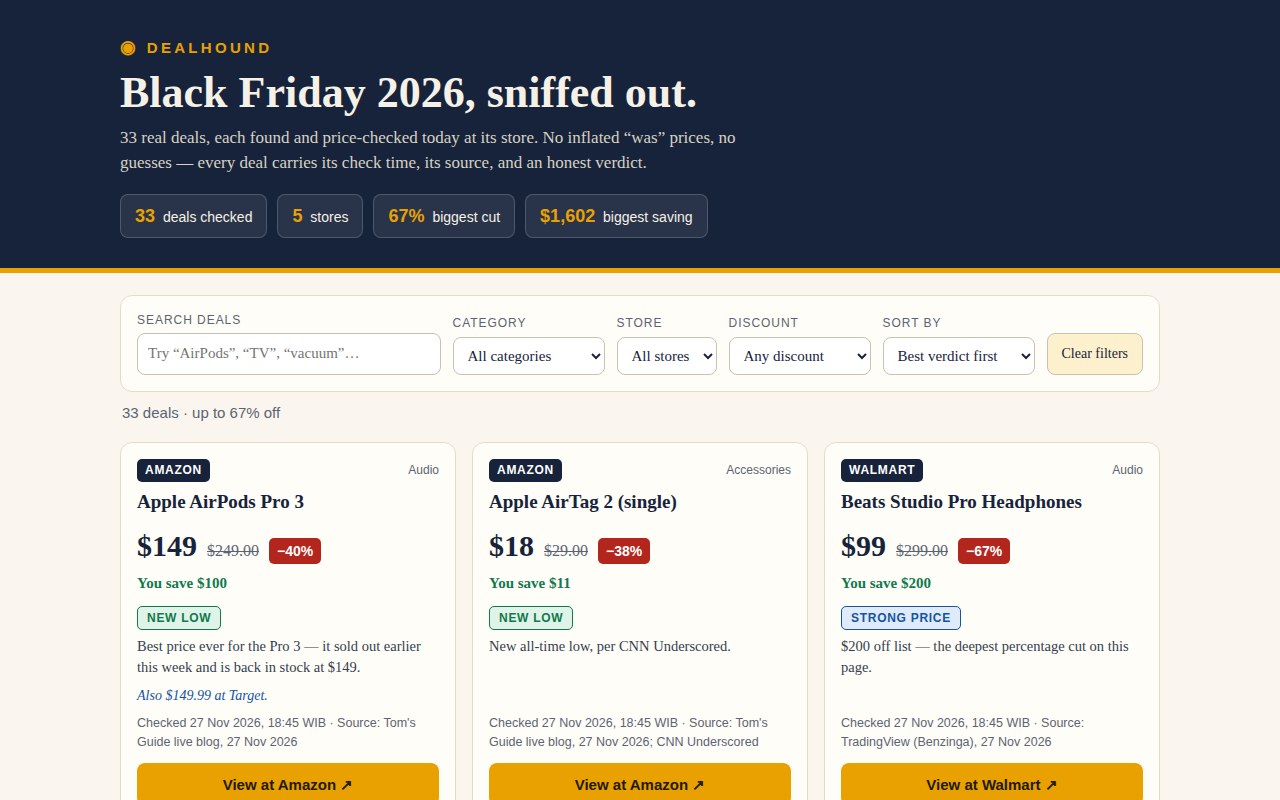 ◉ DEALHOUND
Black Friday 2026, sniffed out.
33 real deals, each found and price-checked today at its store. No inflated “was” prices, no
guesses — every deal carries its check time, its source, and an honest verdict.
33 deals checked
5 stores
67% biggest cut
$1,602 biggest saving
SEARCH DEALS
Try “AirPods”, “TV”, “vacuum”…
CATEGORY
All categories
STORE
All stores
DISCOUNT
Any discount
SORT BY
Best verdict first
Clear filters
33 deals · up to 67% off
AMAZON
Audio
Apple AirPods Pro 3
$149 $249.00 −40%
You save $100
NEW LOW
Best price ever for the Pro 3 — it sold out earlier
this week and is back in stock at $149.
Also $149.99 at Target.
Checked 27 Nov 2026, 18:45 WIB · Source: Tom's
Guide live blog, 27 Nov 2026
View at Amazon ↗
AMAZON
Accessories
Apple AirTag 2 (single)
$18 $29.00 −38%
You save $11
NEW LOW
New all-time low, per CNN Underscored.
Checked 27 Nov 2026, 18:45 WIB · Source: Tom's
Guide live blog, 27 Nov 2026; CNN Underscored
View at Amazon ↗
WALMART
Audio
Beats Studio Pro Headphones
$99 $299.00 −67%
You save $200
STRONG PRICE
$200 off list — the deepest percentage cut on this
page.
Checked 27 Nov 2026, 18:45 WIB · Source:
TradingView (Benzinga), 27 Nov 2026
View at Walmart ↗